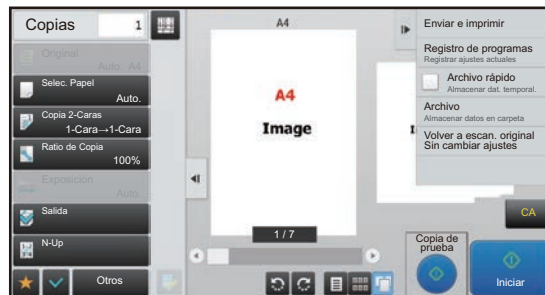 Copias 1
Original
Auto. A4
Selec. Papel
Auto.
Copia 2-Caras
1-Cara→1-Cara
Ratio de Copia
100%
Exposición
Auto.
Salida
N-Up
Otros
A4
A4
Image
I
1 / 7
Enviar e imprimir
Registro de programas
Registrar ajustes actuales
Archivo rápido
Almacenar dat. temporal.
Archivo
Almacenar datos en carpeta
Volver a escan. original
Sin cambiar ajustes
CA
Copia de
prueba
Iniciar